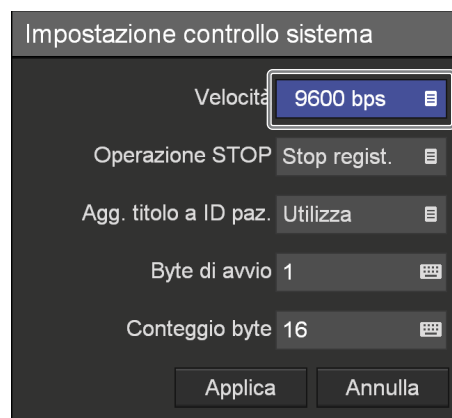 Impostazione controllo sistema
Velocità 9600 bps
Operazione STOP Stop regist.
Agg. titolo a ID paz. Utilizza
Byte di avvio 1
Conteggio byte 16
Applica Annulla